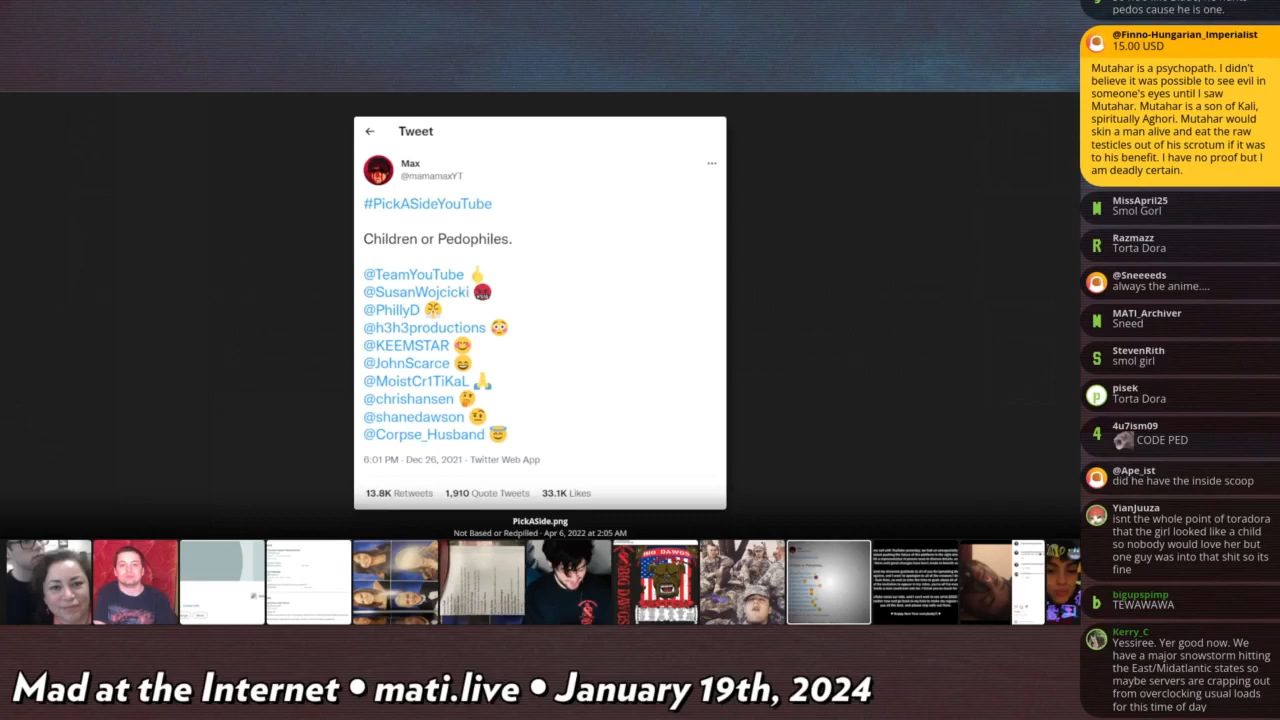 ← Tweet
Max
@mamamaxYT
#PickASideYouTube
Children or Pedophiles.
@TeamYouTube 🖕
@SusanWojcicki 🤬
@PhillyD 😤
@h3h3productions 😳
@KEEMSTAR 😊
@JohnScarce 😄
@MoistCr1TiKaL 🙏
@chrishansen 🤔
@shanedawson 🤨
@Corpse_Husband 😇
6:01 PM · Dec 26, 2021 · Twitter Web App
13.8K Retweets 1,910 Quote Tweets 33.1K Likes
PickASide.png
Not Based or Redpilled · Apr 6, 2022 at 2:05 AM
Mad at the Internet • mati.live • January 19th, 2024
pedos cause he is one.
@Finno-Hungarian_Imperialist
15.00 USD
Mutahar is a psychopath. I didn't
believe it was possible to see evil in
someone's eyes until I saw
Mutahar. Mutahar is a son of Kali,
spiritually Aghori. Mutahar would
skin a man alive and eat the raw
testicles out of his scrotum if it was
to his benefit. I have no proof but I
am deadly certain.
MissApril25
Smol Gorl
Razmazz
Torta Dora
@Sneeeeds
always the anime....
MATI_Archiver
Sneed
StevenRith
smol girl
pisek
Torta Dora
4u7ism09
CODE PED
@Ape_ist
did he have the inside scoop
YianJuuza
isnt the whole point of toradora
that the girl looked like a child
so nobody would love her but
one guy was into that shit so its
fine
bigupspimp
TEWAWAWA
Kerry_C
Yessiree. Yer good now. We
have a major snowstorm hitting
the East/Midatlantic states so
maybe servers are crapping out
from overclocking usual loads
for this time of day